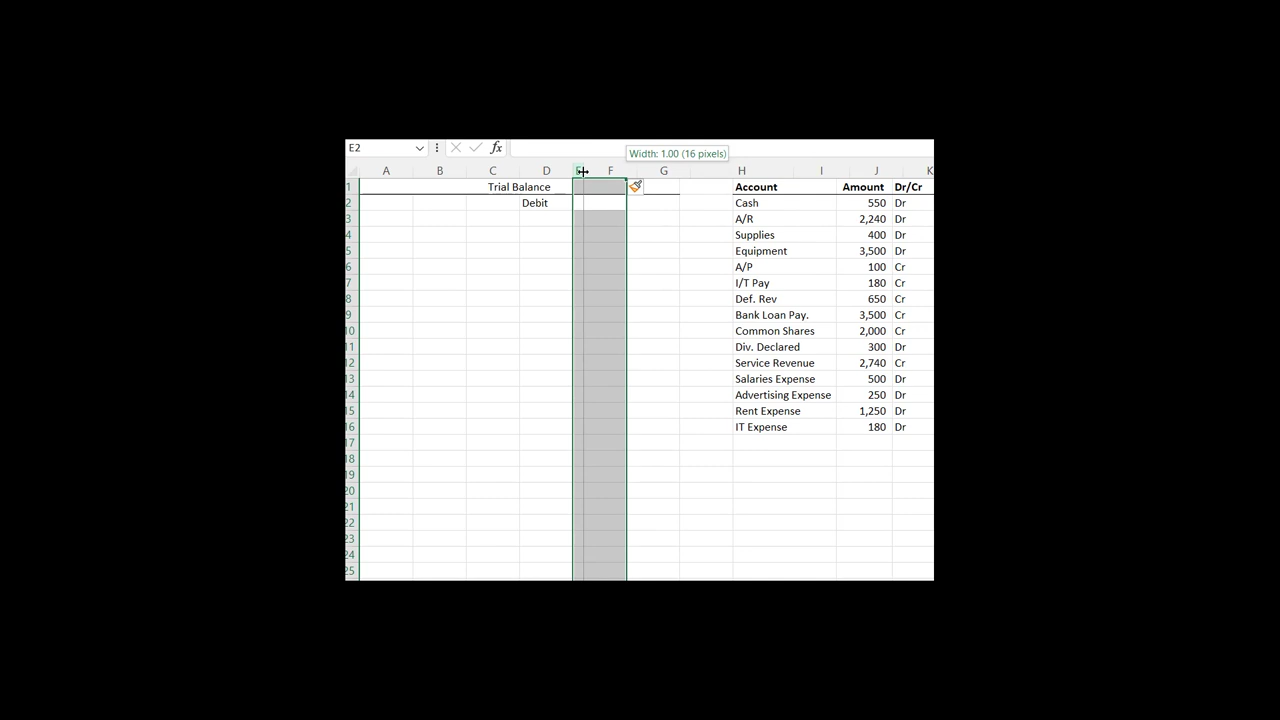 E2 fx Width: 1.00 (16 pixels)
A B C D E F G H I J K
1 Trial Balance Account Amount Dr/Cr
2 Debit Cash 550 Dr
3 A/R 2,240 Dr
4 Supplies 400 Dr
5 Equipment 3,500 Dr
6 A/P 100 Cr
7 I/T Pay 180 Cr
8 Def. Rev 650 Cr
9 Bank Loan Pay. 3,500 Cr
10 Common Shares 2,000 Cr
11 Div. Declared 300 Dr
12 Service Revenue 2,740 Cr
13 Salaries Expense 500 Dr
14 Advertising Expense 250 Dr
15 Rent Expense 1,250 Dr
16 IT Expense 180 Dr
17
18
19
20
21
22
23
24
25